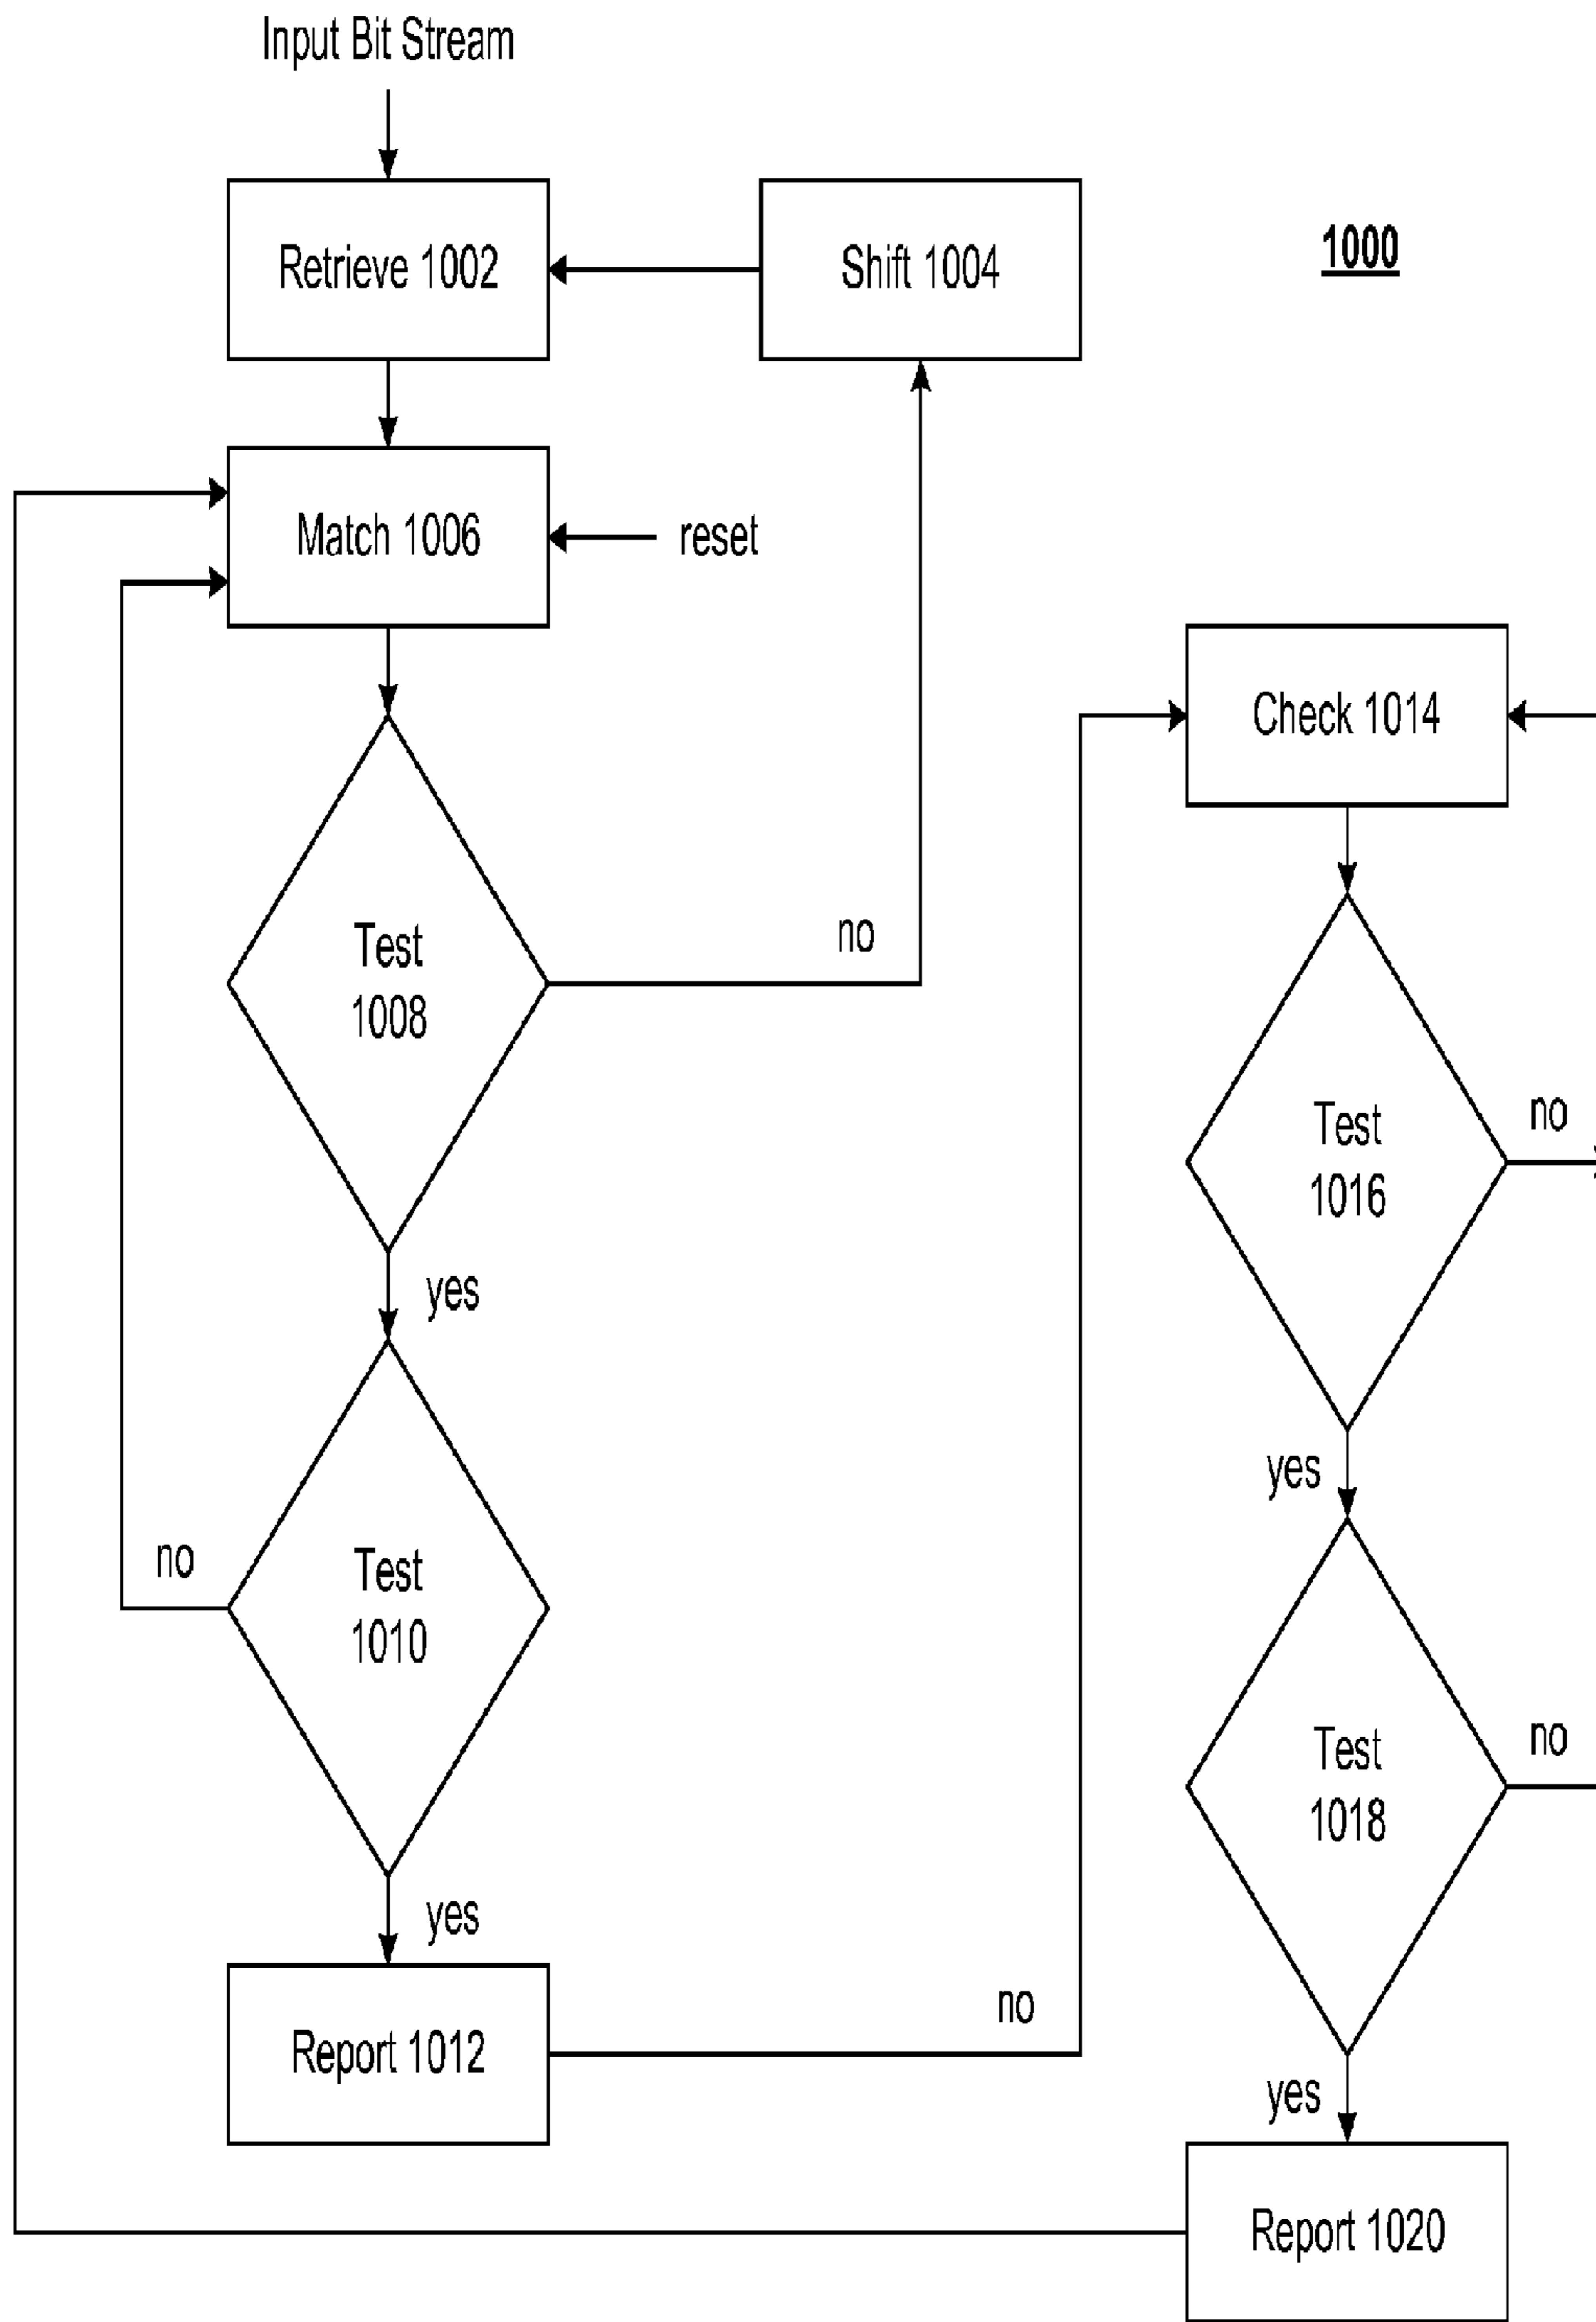 Input Bit Stream
Retrieve 1002
Shift 1004
1000
Match 1006
reset
Check 1014
Test
1008
no
Test
1016
no
yes
yes
Test
1010
no
Test
1018
no
yes
Report 1012
no
yes
Report 1020